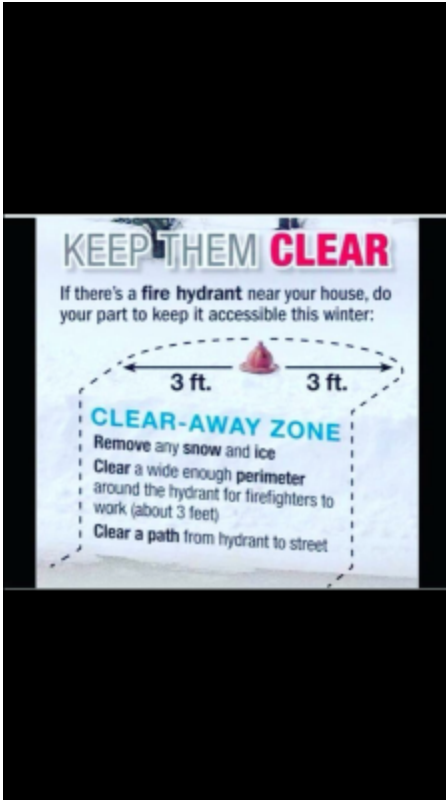 KEEP THEM CLEAR
If there's a fire hydrant near your house, do
your part to keep it accessible this winter:
3 ft. 3 ft.
CLEAR-AWAY ZONE
Remove any snow and ice
Clear a wide enough perimeter
around the hydrant for firefighters to
work (about 3 feet)
Clear a path from hydrant to street